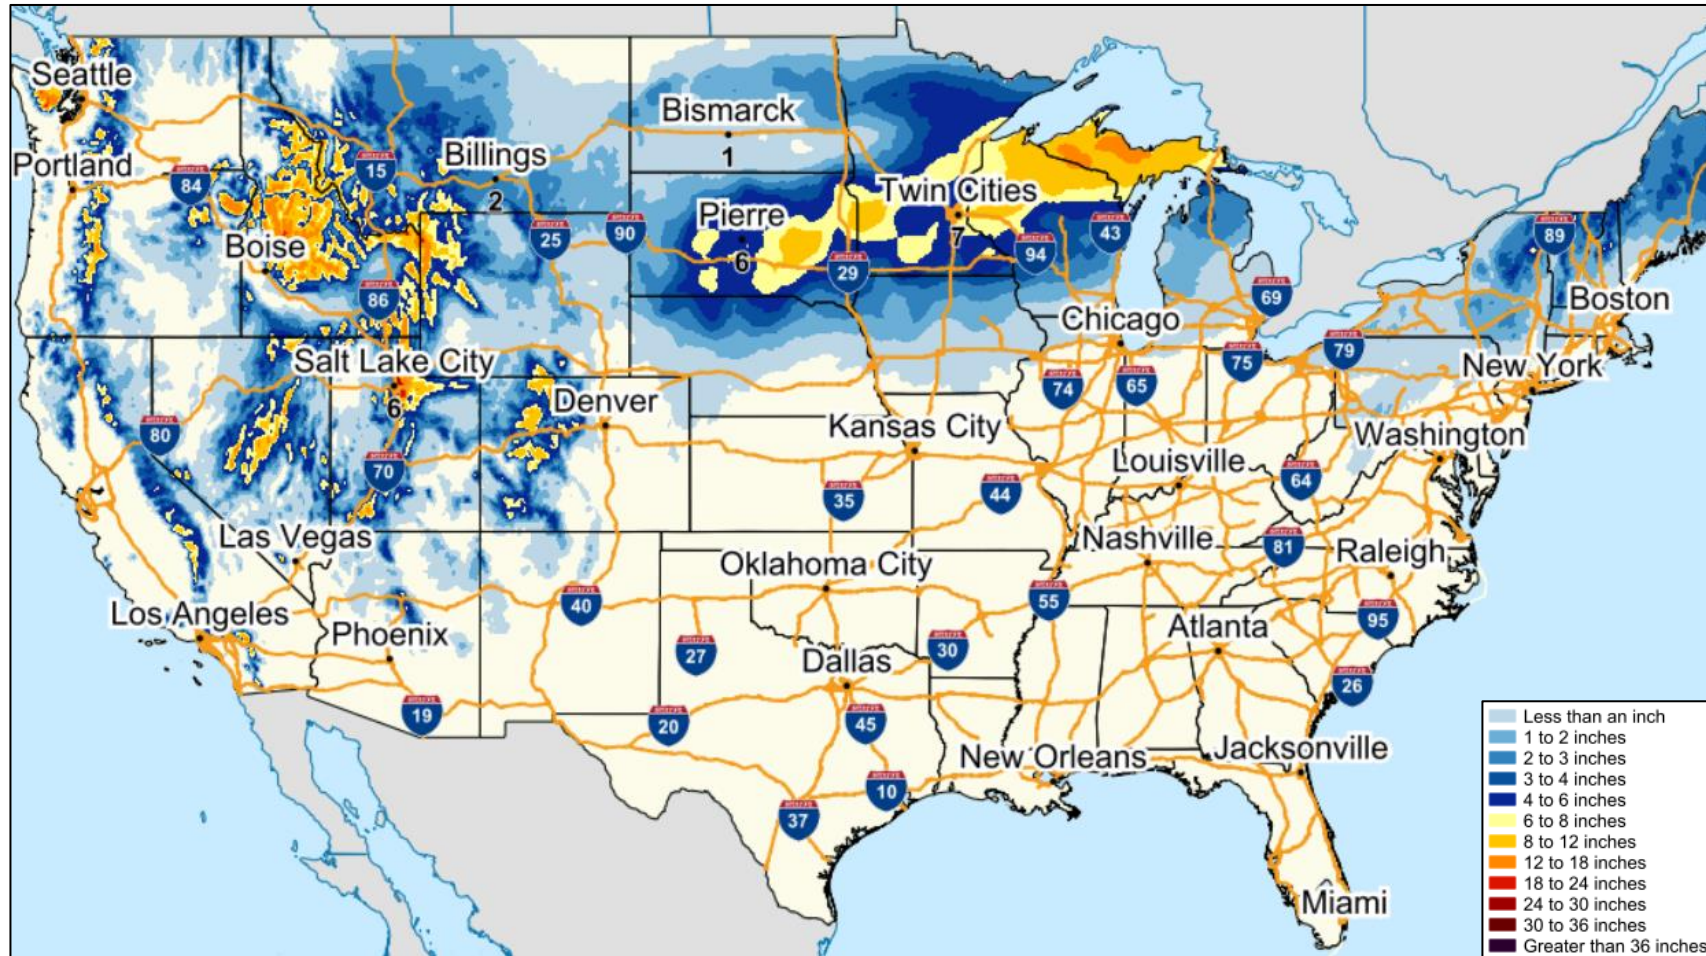 Seattle
Bismarck
1
Portland
Billings
2
15
84
Twin Cities
7
Pierre
6
Boise
25
90
43
94
89
29
86
69
Boston
Chicago
Salt Lake City
6
79
75
New York
74
65
Denver
80
Kansas City
Washington
70
Louisville
64
35
44
Las Vegas
Nashville
81
Raleigh
Oklahoma City
40
55
95
Los Angeles
Phoenix
Atlanta
27
30
Dallas
26
19
20
45
New Orleans
Jacksonville
10
37
Miami
Less than an inch
1 to 2 inches
2 to 3 inches
3 to 4 inches
4 to 6 inches
6 to 8 inches
8 to 12 inches
12 to 18 inches
18 to 24 inches
24 to 30 inches
30 to 36 inches
Greater than 36 inches